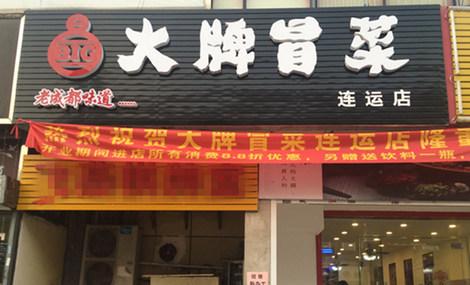 BIG
大牌冒菜
老成都味道......
连运店
热烈祝贺大牌冒菜连运店隆重
开业期间进店所有消费8.8折优惠，另赠送饮料一瓶